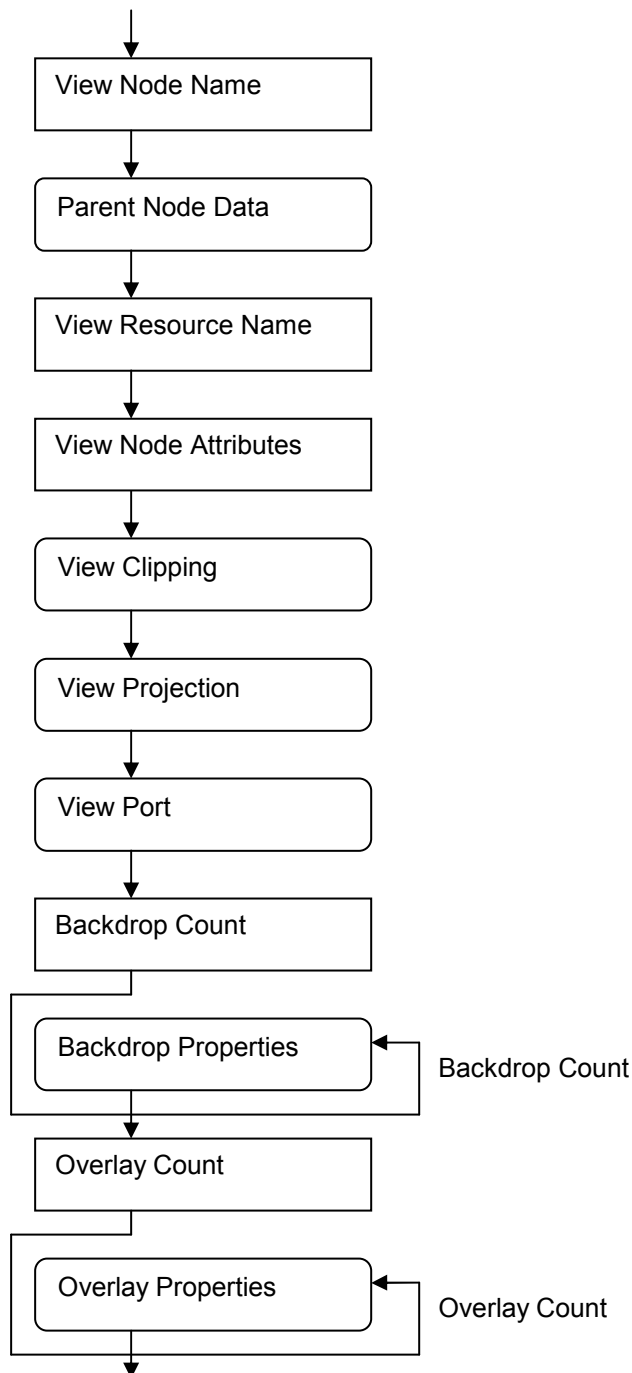 View Node Name
Parent Node Data
View Resource Name
View Node Attributes
View Clipping
View Projection
View Port
Backdrop Count
Backdrop Properties
Backdrop Count
Overlay Count
Overlay Properties
Overlay Count